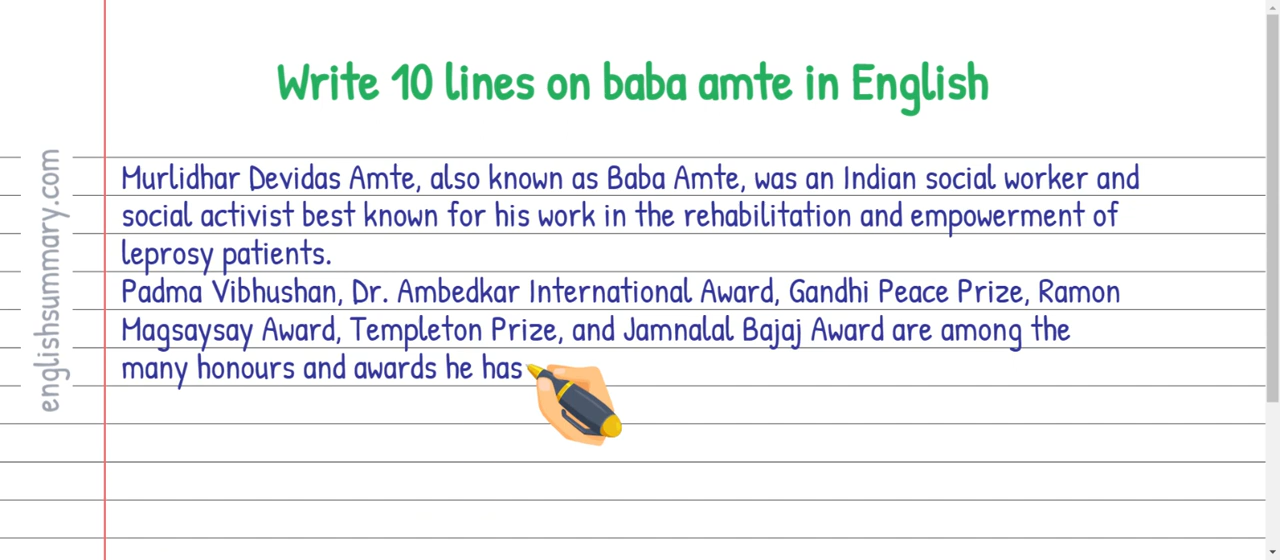 Write 10 lines on baba amte in English
englishsummary.com
Murlidhar Devidas Amte, also known as Baba Amte, was an Indian social worker and
social activist best known for his work in the rehabilitation and empowerment of
leprosy patients.
Padma Vibhushan, Dr. Ambedkar International Award, Gandhi Peace Prize, Ramon
Magsaysay Award, Templeton Prize, and Jamnalal Bajaj Award are among the
many honours and awards he has